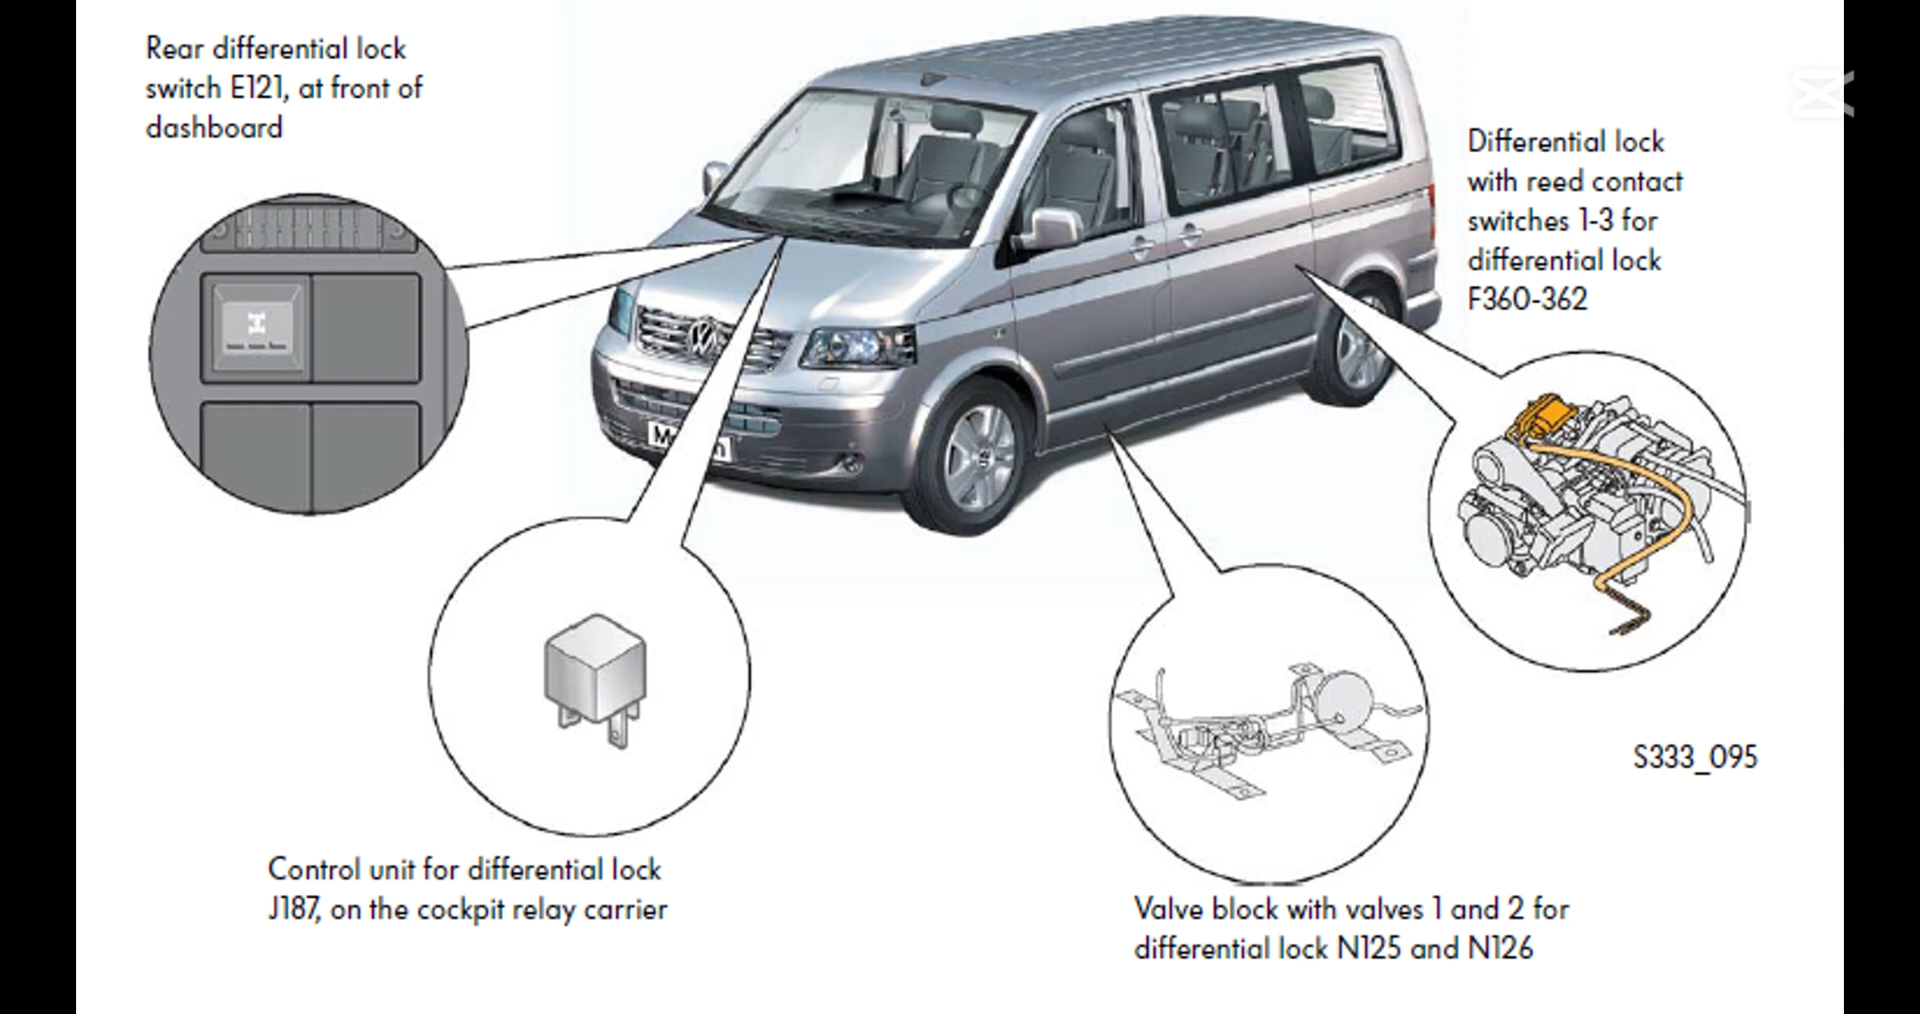 Rear differential lock
switch E121, at front of
dashboard
Differential lock
with reed contact
switches 1-3 for
differential lock
F360-362
S333_095
Control unit for differential lock
J187, on the cockpit relay carrier
Valve block with valves 1 and 2 for
differential lock N125 and N126